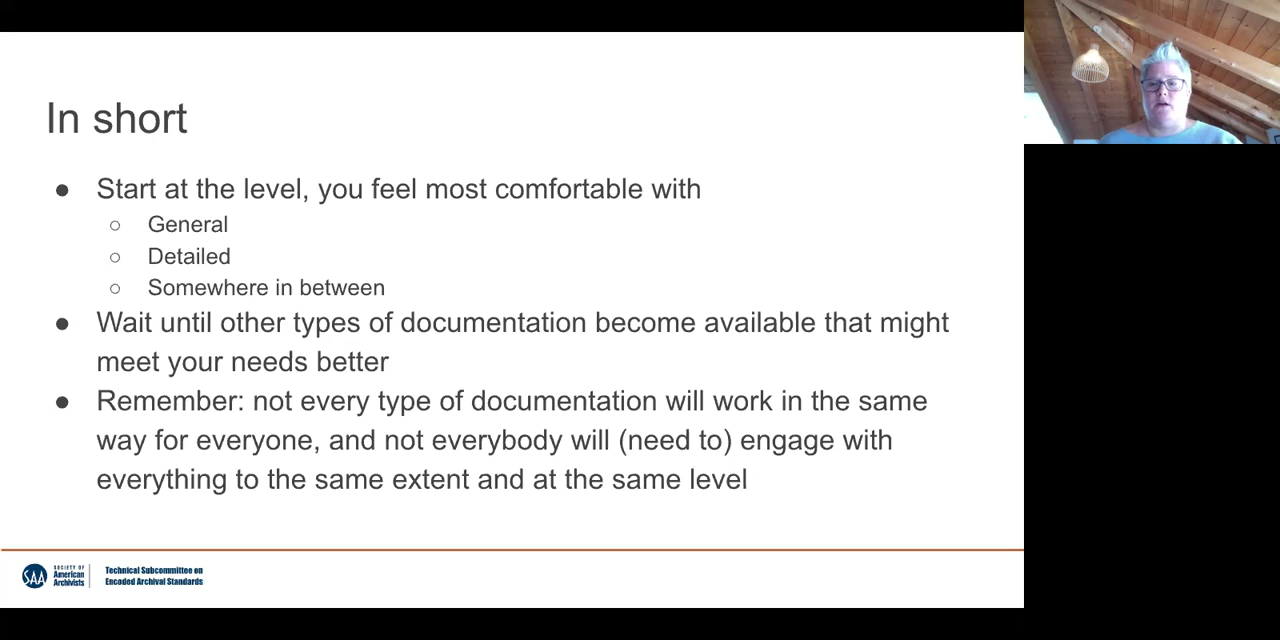 In short
● Start at the level, you feel most comfortable with
○ General
○ Detailed
○ Somewhere in between
● Wait until other types of documentation become available that might
meet your needs better
● Remember: not every type of documentation will work in the same
way for everyone, and not everybody will (need to) engage with
everything to the same extent and at the same level
SAA
SOCIETY OF
American
Archivists
Technical Subcommittee on
Encoded Archival Standards